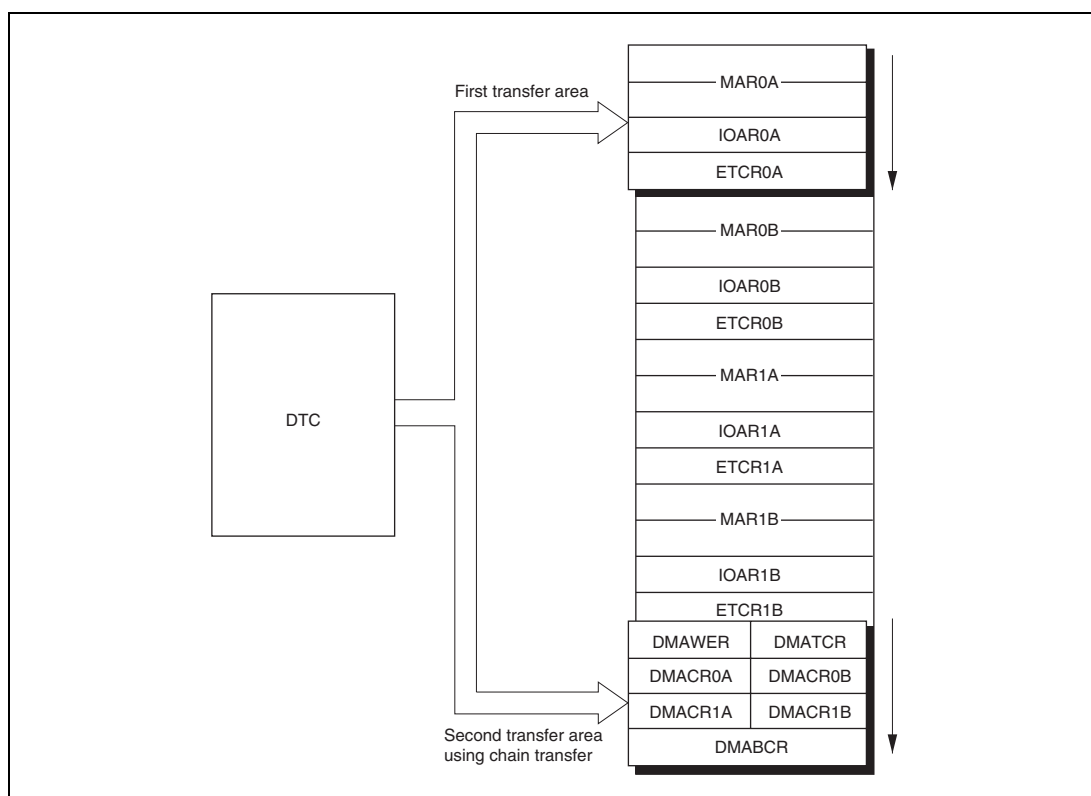 First transfer area
MAR0A
IOAR0A
ETCR0A
MAR0B
IOAR0B
ETCR0B
MAR1A
IOAR1A
ETCR1A
MAR1B
IOAR1B
ETCR1B
DTC
DMAWER DMATCR
DMACR0A DMACR0B
DMACR1A DMACR1B
DMABCR
Second transfer area
using chain transfer